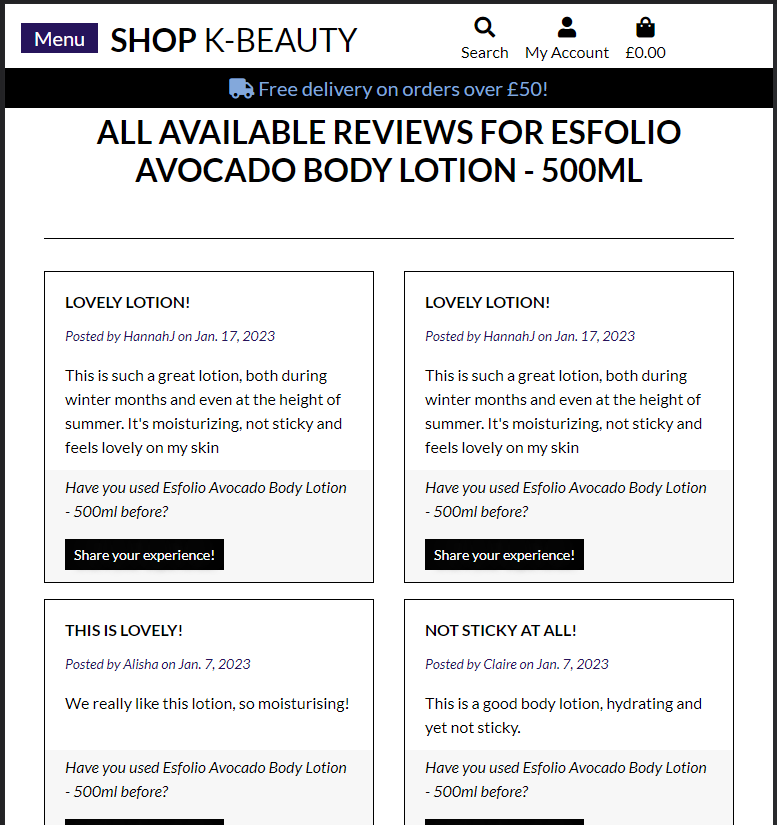 Menu
SHOP K-BEAUTY
Search
My Account
£0.00
Free delivery on orders over £50!
ALL AVAILABLE REVIEWS FOR ESFOLIO
AVOCADO BODY LOTION - 500ML
LOVELY LOTION!
Posted by HannahJ on Jan. 17, 2023
This is such a great lotion, both during
winter months and even at the height of
summer. It's moisturizing, not sticky and
feels lovely on my skin
Have you used Esfolio Avocado Body Lotion
- 500ml before?
Share your experience!
LOVELY LOTION!
Posted by HannahJ on Jan. 17, 2023
This is such a great lotion, both during
winter months and even at the height of
summer. It's moisturizing, not sticky and
feels lovely on my skin
Have you used Esfolio Avocado Body Lotion
- 500ml before?
Share your experience!
THIS IS LOVELY!
Posted by Alisha on Jan. 7, 2023
We really like this lotion, so moisturising!
Have you used Esfolio Avocado Body Lotion
- 500ml before?
NOT STICKY AT ALL!
Posted by Claire on Jan. 7, 2023
This is a good body lotion, hydrating and
yet not sticky.
Have you used Esfolio Avocado Body Lotion
- 500ml before?